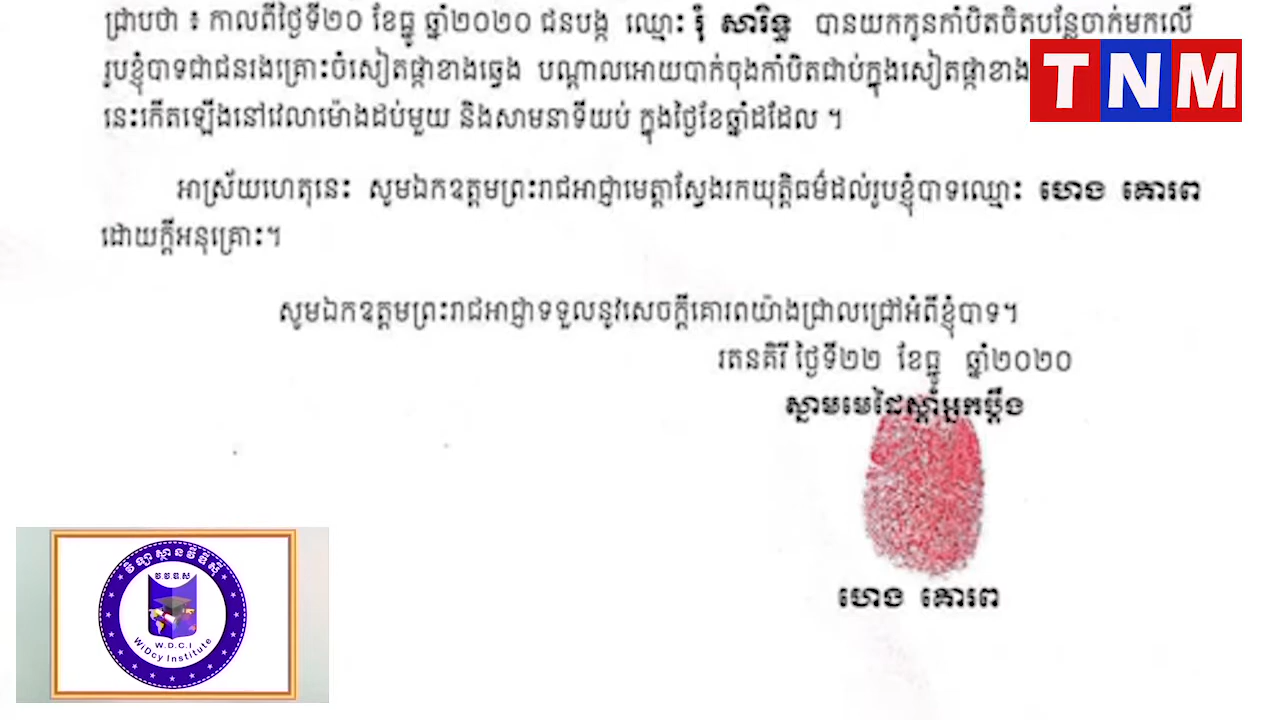 ជ្រាបថា ៖ កាលពីថ្ងៃទី២០ ខែធ្នូ ឆ្នាំ២០២០ ជនបង្ក ឈ្មោះ រ៉ុំ សារិទ្ធ បានយកកូនកាំបិតចិតបន្លែចាក់មកលើ
រូបខ្ញុំបាទជាជនរងគ្រោះចំសៀតផ្កាខាងឆ្វេង បណ្តាលអោយបាក់ចុងកាំបិតជាប់ក្នុងសៀតផ្កាខាង
TNM
នេះកើតឡើងនៅវេលាម៉ោងដប់មួយ និងសាមនាទីយប់ ក្នុងថ្ងៃខែឆ្នាំដដែល ។
អាស្រ័យហេតុនេះ សូមឯកឧត្តមព្រះរាជអាជ្ញាមេត្តាស្វែងរកយុត្តិធម៌ដល់រូបខ្ញុំបាទឈ្មោះ ហេង គោរព
ដោយក្តីអនុគ្រោះ។
សូមឯកឧត្តមព្រះរាជអាជ្ញាទទួលនូវសេចក្តីគោរពយ៉ាងជ្រាលជ្រៅអំពីខ្ញុំបាទ។
រតនគិរី ថ្ងៃទី២២ ខែធ្នូ ឆ្នាំ២០២០
ស្នាមមេដៃស្តាំអ្នកប្តឹង
ហេង គោរព
វិទ្យាស្ថានវីឌីស៊ី
វ.វ.ឌ.ស
W.D.C.I
WiDcy Institute